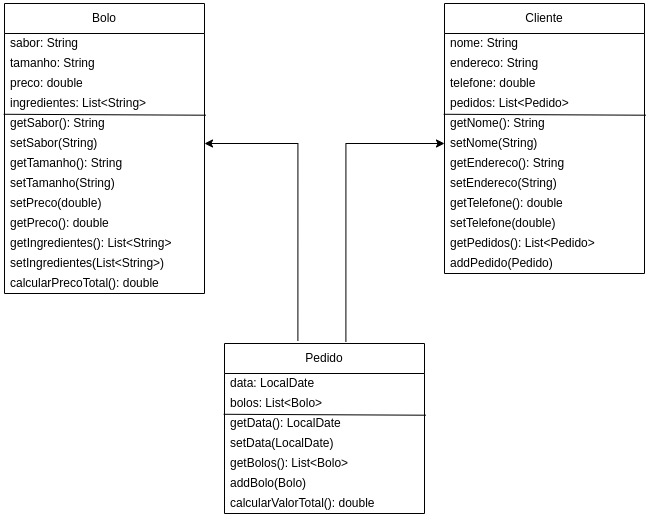 Bolo
sabor: String
tamanho: String
preco: double
ingredientes: List<String>
getSabor(): String
setSabor(String)
getTamanho(): String
setTamanho(String)
setPreco(double)
getPreco(): double
getIngredientes(): List<String>
setIngredientes(List<String>)
calcularPrecoTotal(): double
Cliente
nome: String
endereco: String
telefone: double
pedidos: List<Pedido>
getNome(): String
setNome(String)
getEndereco(): String
setEndereco(String)
getTelefone(): double
setTelefone(double)
getPedidos(): List<Pedido>
addPedido(Pedido)
Pedido
data: LocalDate
bolos: List<Bolo>
getData(): LocalDate
setData(LocalDate)
getBolos(): List<Bolo>
addBolo(Bolo)
calcularValorTotal(): double